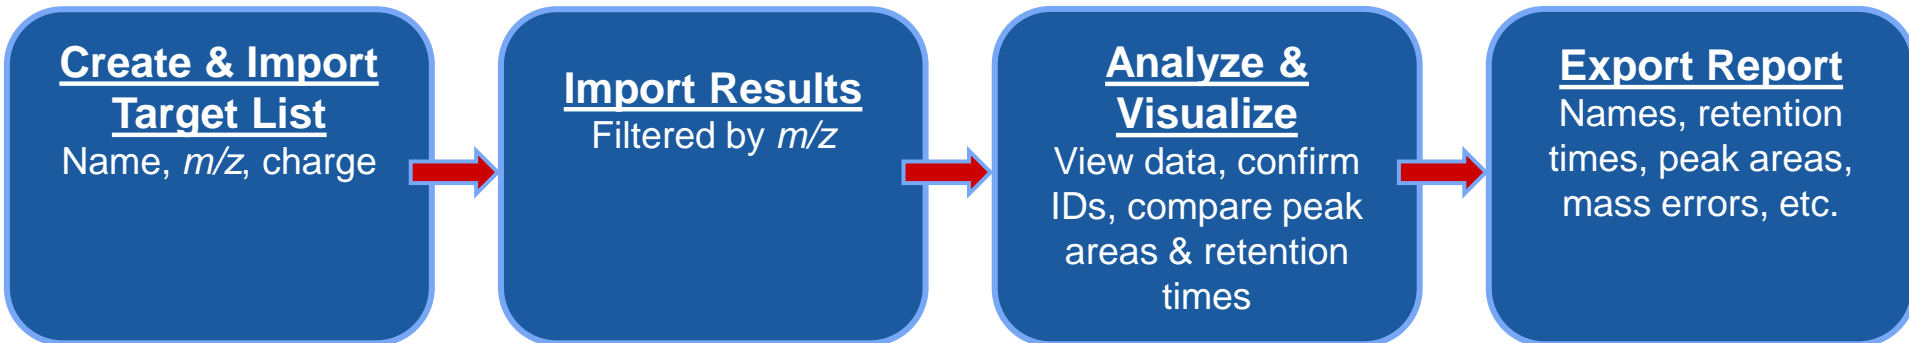 Create & Import
Target List
Name, m/z, charge
Import Results
Filtered by m/z
Analyze &
Visualize
View data, confirm
IDs, compare peak
areas & retention
times
Export Report
Names, retention
times, peak areas,
mass errors, etc.